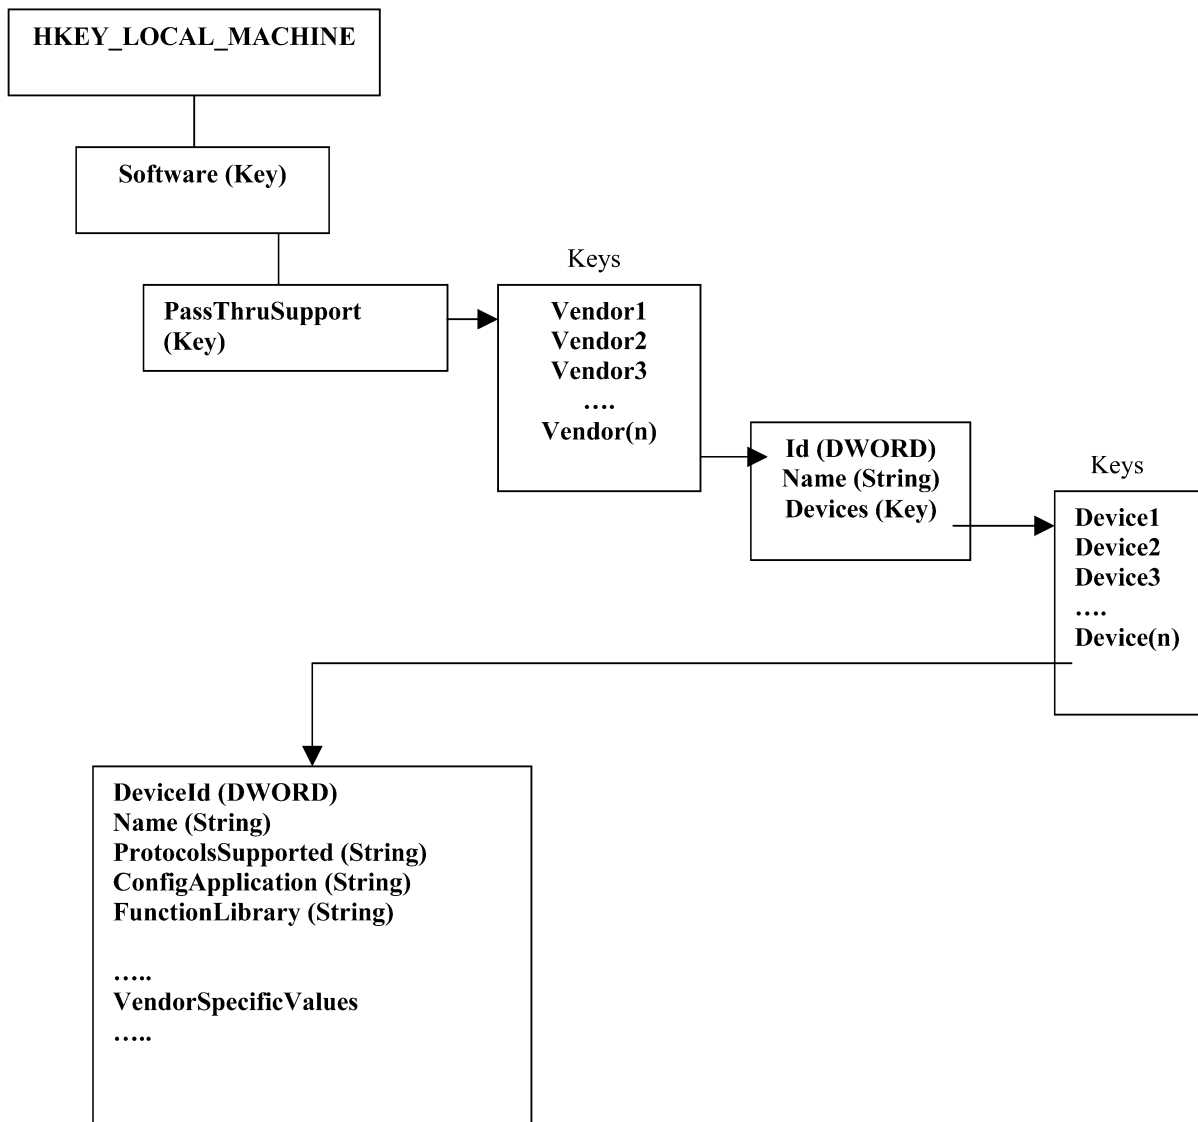 HKEY_LOCAL_MACHINE
Software (Key)
Keys
PassThruSupport
(Key)
Vendor1
Vendor2
Vendor3
….
Vendor(n)
Id (DWORD)
Name (String)
Devices (Key)
Keys
Device1
Device2
Device3
….
Device(n)
DeviceId (DWORD)
Name (String)
ProtocolsSupported (String)
ConfigApplication (String)
FunctionLibrary (String)
…..
VendorSpecificValues
…..